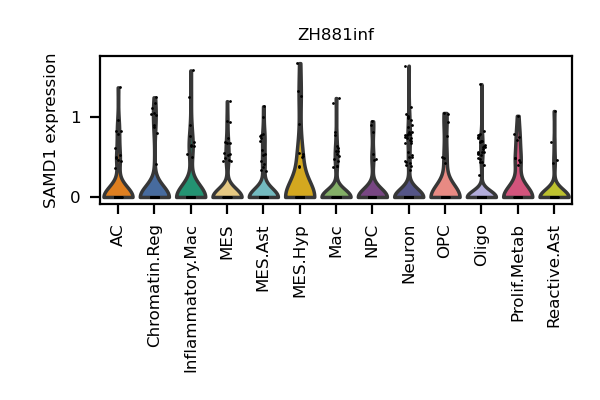 ZH881inf
SAMD1 expression
1
0
AC
Chromatin.Reg
Inflammatory.Mac
MES
MES.Ast
MES.Hyp
Mac
NPC
Neuron
OPC
Oligo
Prolif.Metab
Reactive.Ast